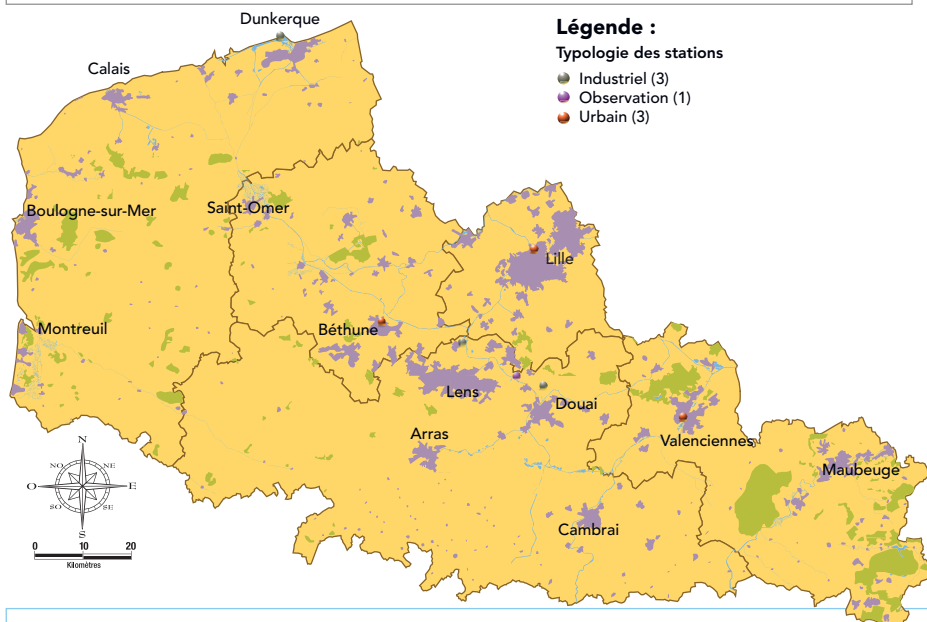 Dunkerque
Légende :
Typologie des stations
Industriel (3)
Observation (1)
Urbain (3)
Calais
Boulogne-sur-Mer
Saint-Omer
Lille
Montreuil
Béthune
Lens
Douai
Arras
Valenciennes
Maubeuge
Cambrai
N
NO
NE
O
E
SO
SE
S
0 10 20
Kilomètres